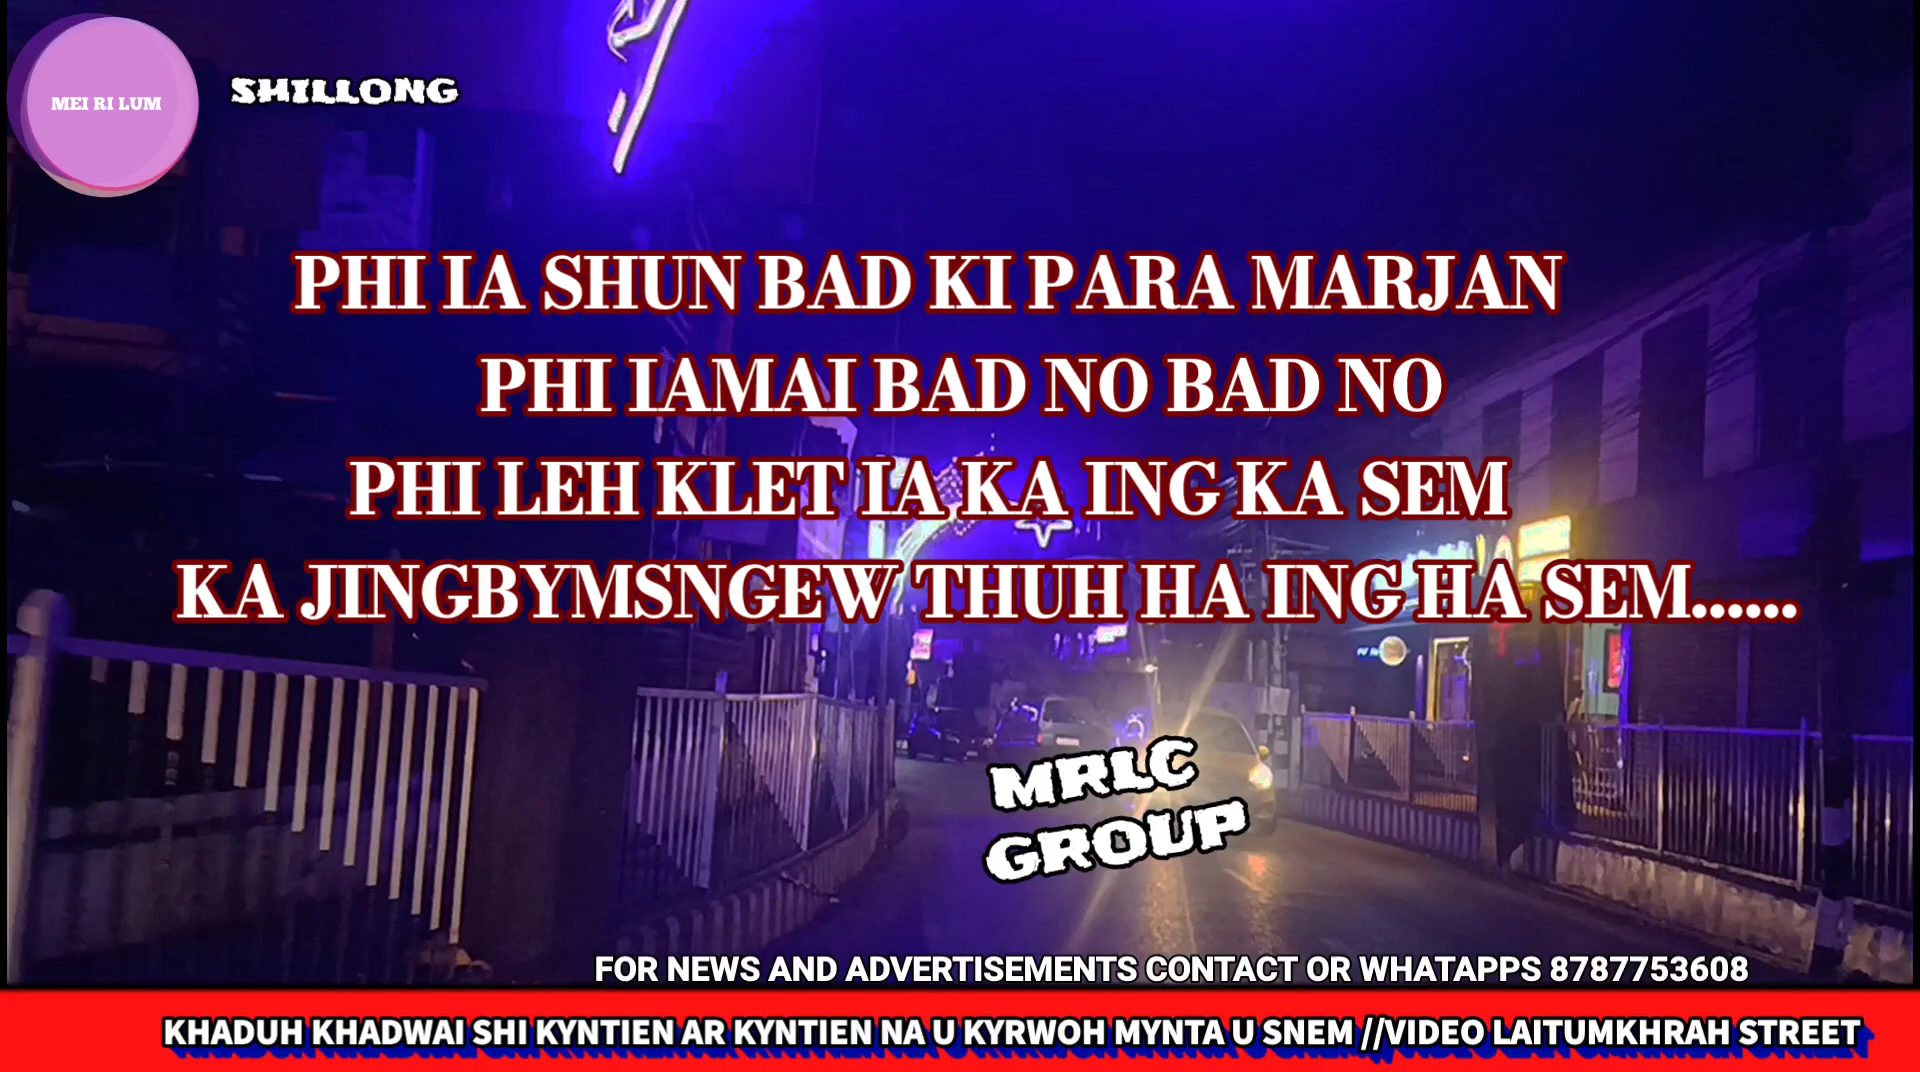 MEI RI LUM
SHILLONG
PHI IA SHUN BAD KI PARA MARJAN
PHI IAMAI BAD NO BAD NO
PHI LEH KLET IA KA ING KA SEM
KA JINGBYMSNGEW THUH HA ING HA SEM......
MRLC
GROUP
FOR NEWS AND ADVERTISEMENTS CONTACT OR WHATAPPS 8787753608
KHADUH KHADWAI SHI KYNTIEN AR KYNTIEN NA U KYRWOH MYNTA U SNEM //VIDEO LAITUMKHRAH STREET